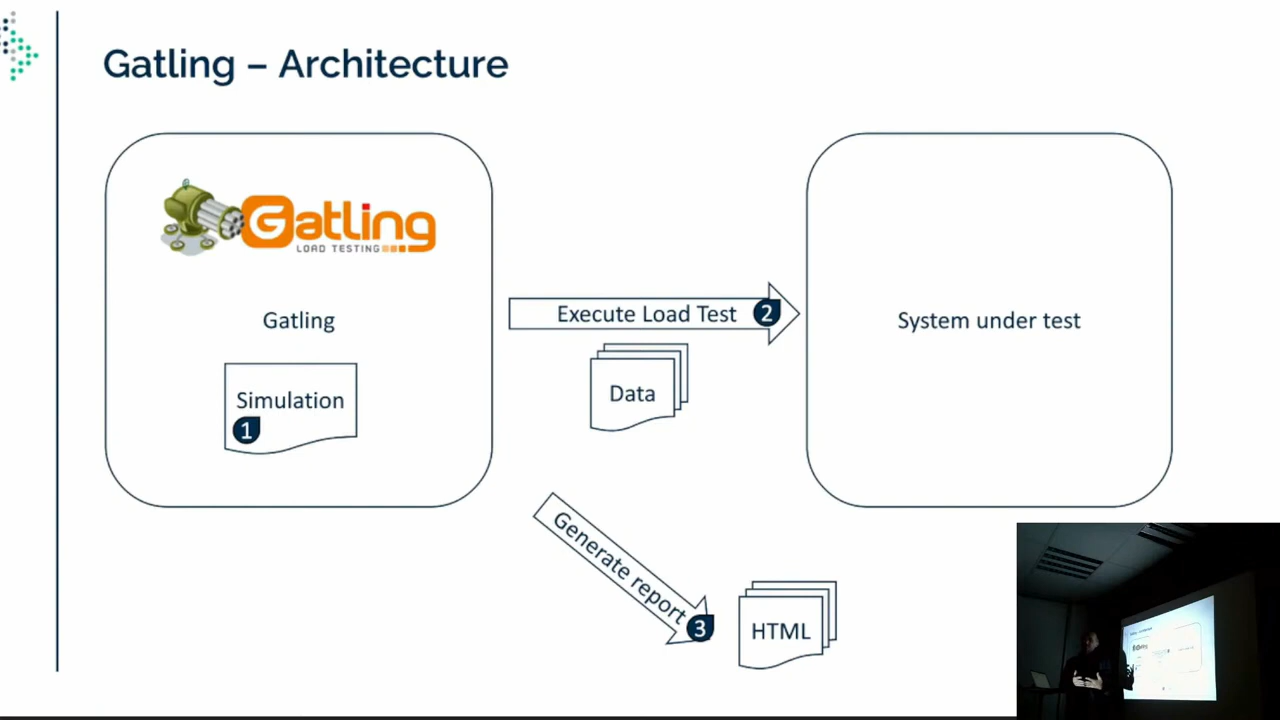 Gatling – Architecture
Gatling
LOAD TESTING
Gatling
Simulation
1
Execute Load Test 2
Data
System under test
Generate report 3
HTML